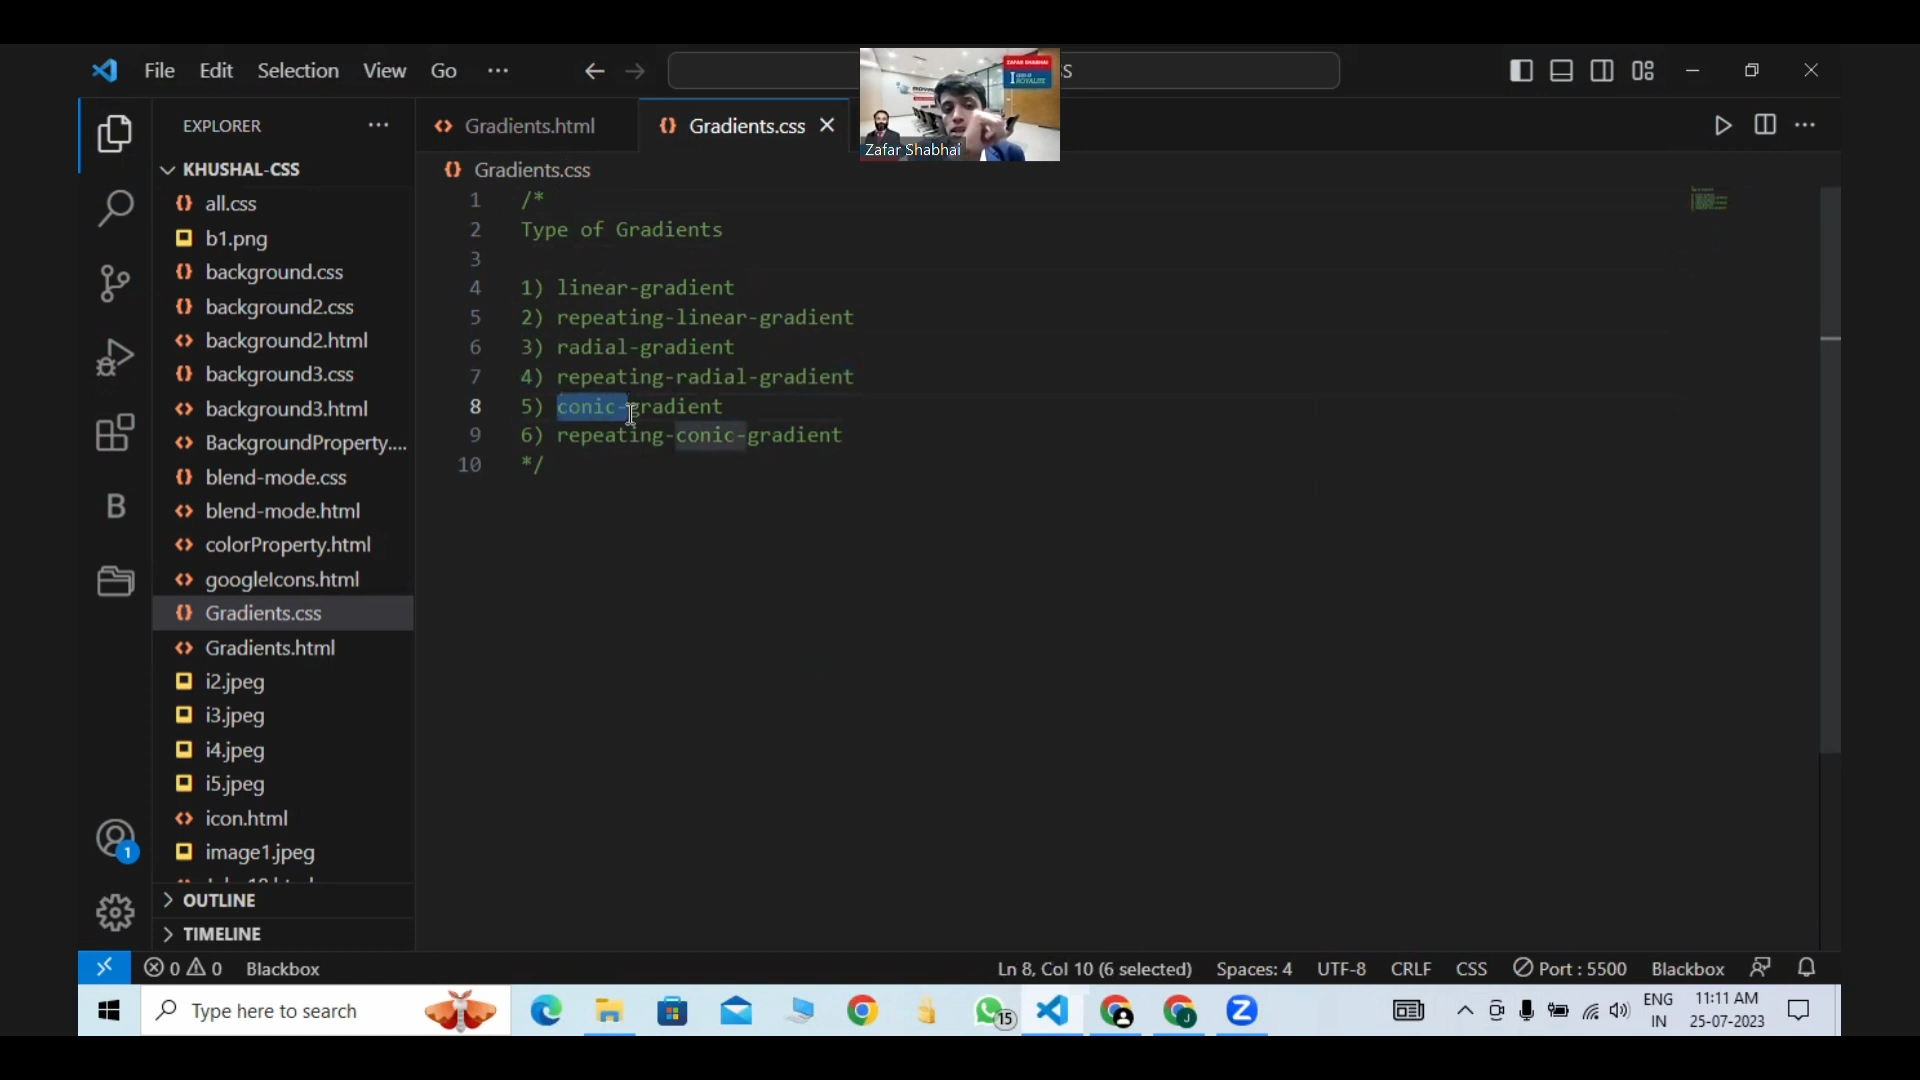 File Edit Selection View Go ...
ZAFAR SHABHAI
Zafar Shabhai
EXPLORER ...
Gradients.html
Gradients.css
KHUSHAL-CSS
Gradients.css
all.css
b1.png
background.css
background2.css
background2.html
background3.css
background3.html
BackgroundProperty....
blend-mode.css
blend-mode.html
colorProperty.html
googleIcons.html
Gradients.css
Gradients.html
i2.jpeg
i3.jpeg
i4.jpeg
i5.jpeg
icon.html
image1.jpeg
OUTLINE
TIMELINE
1 /*
2 Type of Gradients
3
4 1) linear-gradient
5 2) repeating-linear-gradient
6 3) radial-gradient
7 4) repeating-radial-gradient
8 5) conic-gradient
9 6) repeating-conic-gradient
10 */
B
1
0 0 Blackbox
Ln 8, Col 10 (6 selected) Spaces: 4 UTF-8 CRLF CSS Port : 5500 Blackbox
Type here to search
15
J
ENG
IN
11:11 AM
25-07-2023